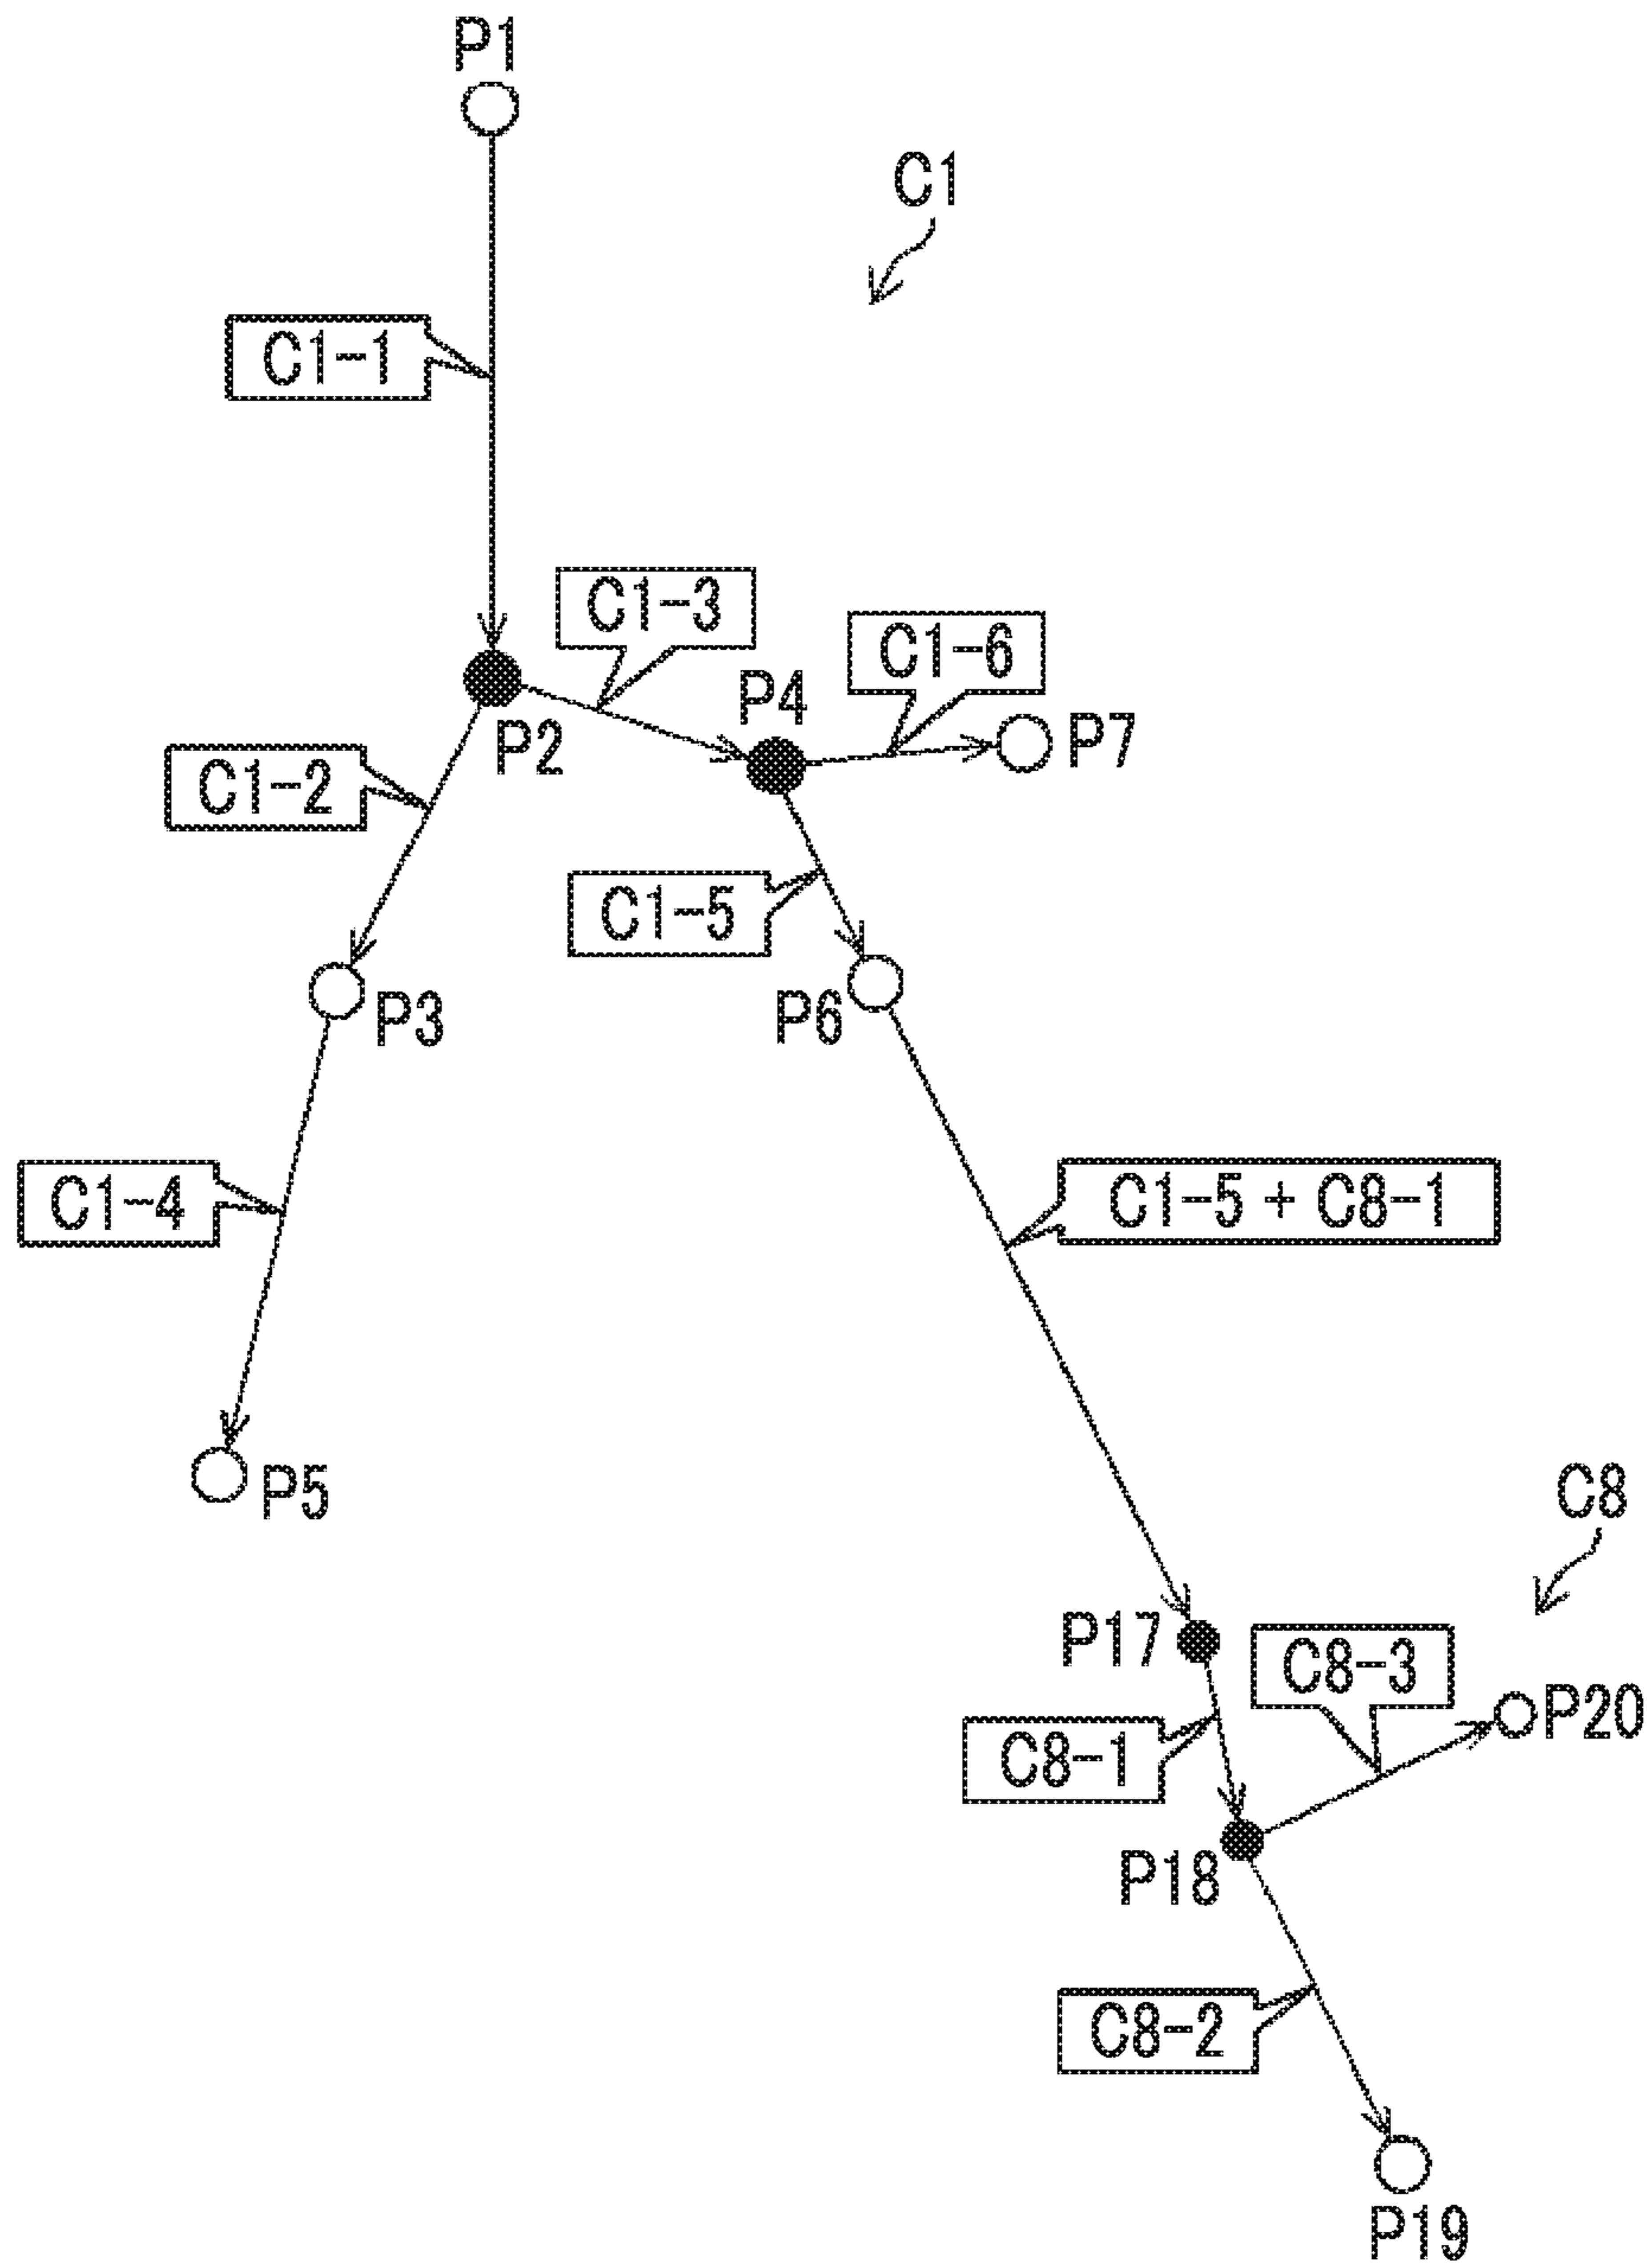 P1
C1
C1-1
C1-3
C1-6
P4
P7
P2
C1-2
C1-5
P3
P6
C1-4
C1-5 + C8-1
P5
C8
P17
C8-3
P20
C8-1
P18
C8-2
P19